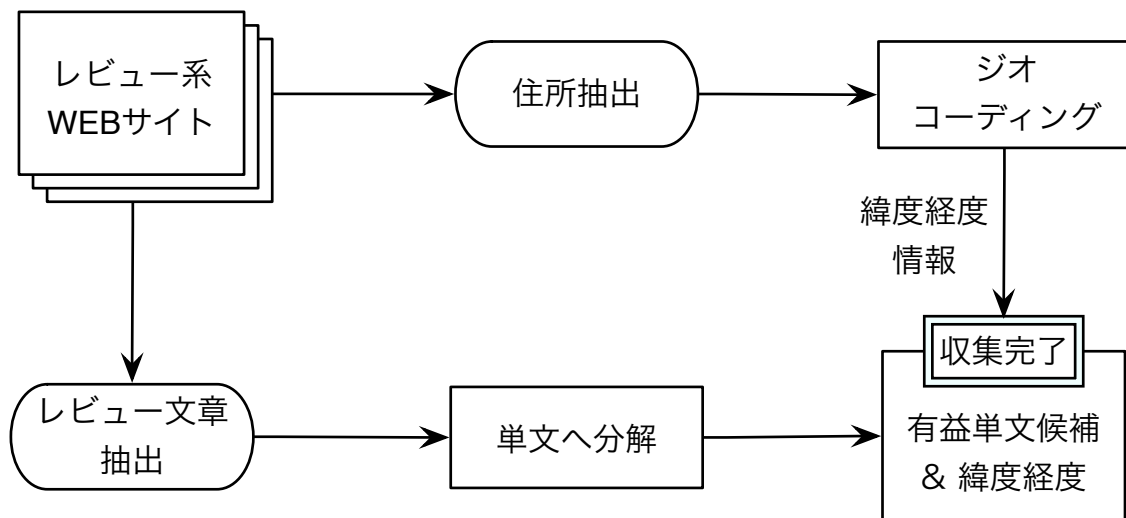 レビュー系
WEBサイト
住所抽出
ジオ
コーディング
緯度経度
情報
収集完了
レビュー文章
抽出
単文へ分解
有益単文候補
& 緯度経度